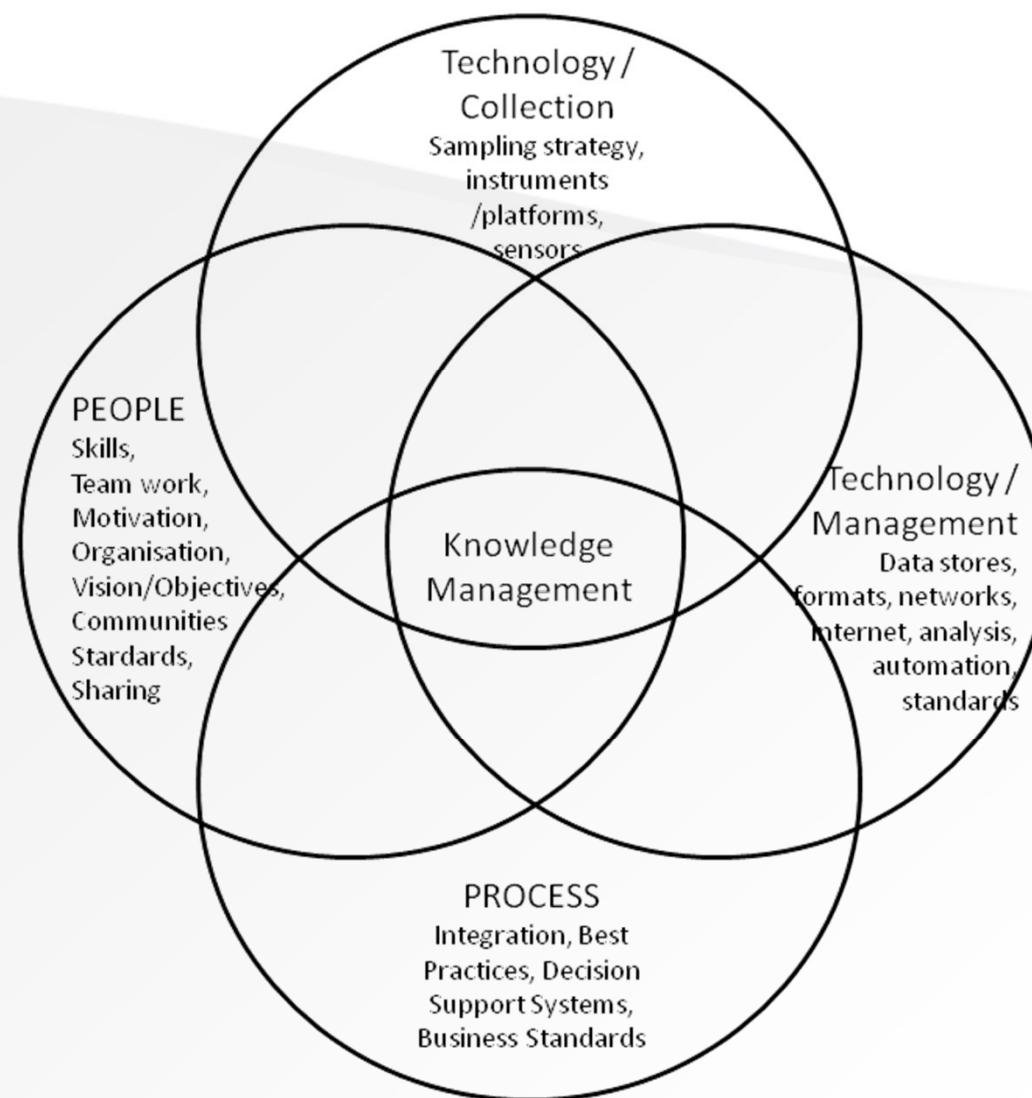 Technology /
Collection
Sampling strategy,
instruments
/platforms,
sensors
PEOPLE
Skills,
Team work,
Motivation,
Organisation,
Vision/Objectives,
Communities
Stardards,
Sharing
Technology /
Management
Data stores,
formats, networks,
internet, analysis,
automation,
standards
Knowledge
Management
PROCESS
Integration, Best
Practices, Decision
Support Systems,
Business Standards